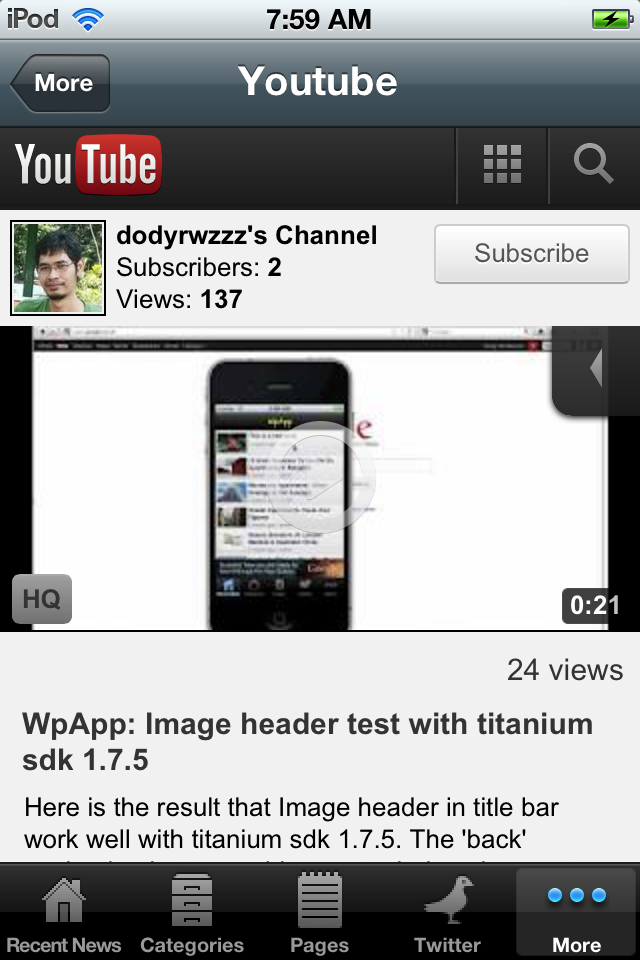 iPod
7:59 AM
More
Youtube
YouTube
dodyrwzzz's Channel
Subscribers: 2
Views: 137
Subscribe
WpApp
e
HQ
0:21
24 views
WpApp: Image header test with titanium
sdk 1.7.5
Here is the result that Image header in title bar
work well with titanium sdk 1.7.5. The 'back'
Recent News
Categories
Pages
Twitter
More